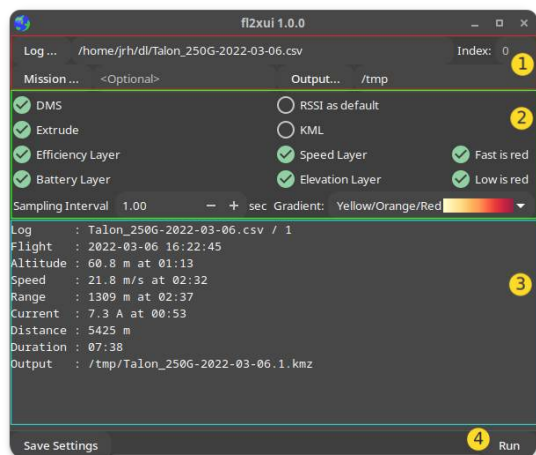 fl2xui 1.0.0
Log ... /home/jrh/dl/Talon_250G-2022-03-06.csv Index: 0
1
Mission ... <Optional> Output... /tmp
DMS RSSI as default
2
Extrude KML
Efficiency Layer Speed Layer Fast is red
Battery Layer Elevation Layer Low is red
Sampling Interval 1.00 − + sec Gradient: Yellow/Orange/Red
Log : Talon_250G-2022-03-06.csv / 1
Flight : 2022-03-06 16:22:45
Altitude : 60.8 m at 01:13
Speed : 21.8 m/s at 02:32
3
Range : 1309 m at 02:37
Current : 7.3 A at 00:53
Distance : 5425 m
Duration : 07:38
Output : /tmp/Talon_250G-2022-03-06.1.kmz
Save Settings 4 Run